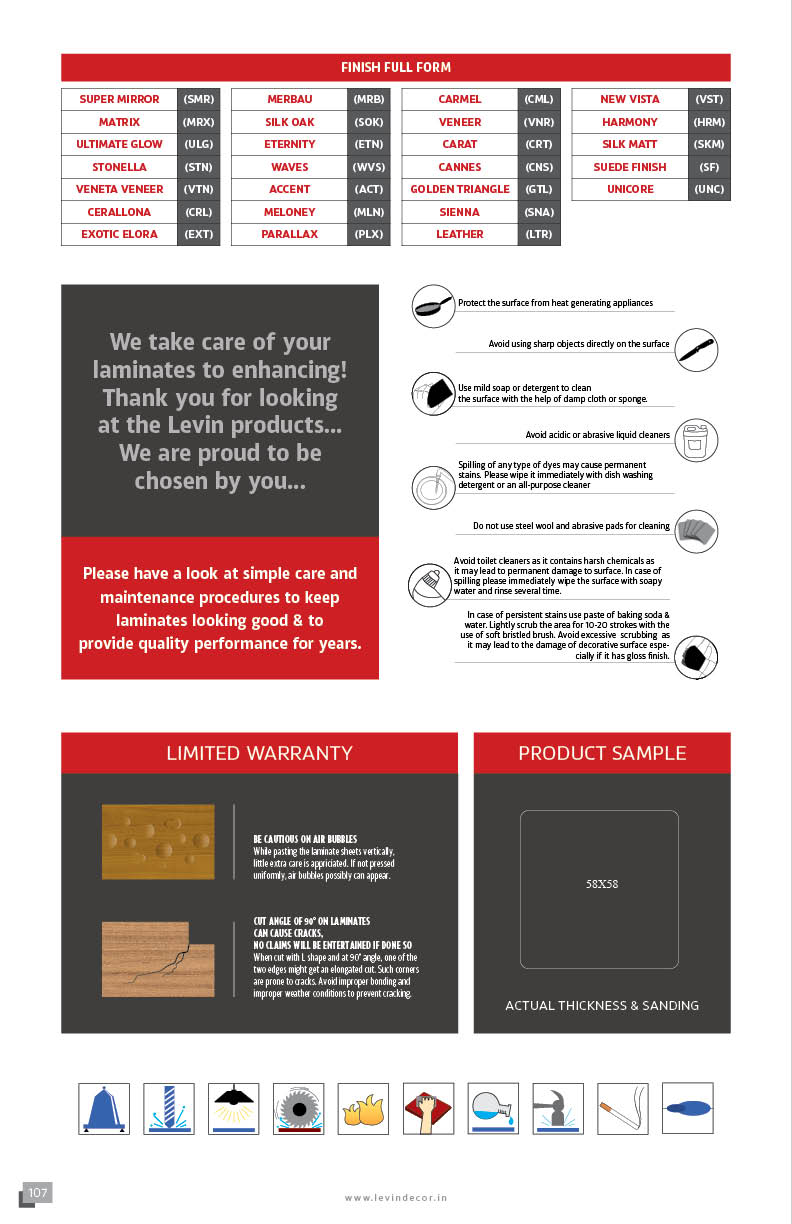 FINISH FULL FORM
SUPER MIRROR (SMR)
MATRIX (MRX)
ULTIMATE GLOW (ULG)
STONELLA (STN)
VENETA VENEER (VTN)
CERALLONA (CRL)
EXOTIC ELORA (EXT)
MERBAU (MRB)
SILK OAK (SOK)
ETERNITY (ETN)
WAVES (WVS)
ACCENT (ACT)
MELONEY (MLN)
PARALLAX (PLX)
CARMEL (CML)
VENEER (VNR)
CARAT (CRT)
CANNES (CNS)
GOLDEN TRIANGLE (GTL)
SIENNA (SNA)
LEATHER (LTR)
NEW VISTA (VST)
HARMONY (HRM)
SILK MATT (SKM)
SUEDE FINISH (SF)
UNICORE (UNC)
We take care of your
laminates to enhancing!
Thank you for looking
at the Levin products...
We are proud to be
chosen by you...
Please have a look at simple care and
maintenance procedures to keep
laminates looking good & to
provide quality performance for years.
Protect the surface from heat generating appliances
Avoid using sharp objects directly on the surface
Use mild soap or detergent to clean
the surface with the help of damp cloth or sponge.
Avoid acidic or abrasive liquid cleaners
Spilling of any type of dyes may cause permanent
stains. Please wipe it immediately with dish washing
detergent or an all-purpose cleaner
Do not use steel wool and abrasive pads for cleaning
Avoid toilet cleaners as it contains harsh chemicals as
it may lead to permanent damage to surface. In case of
spilling please immediately wipe the surface with soapy
water and rinse several time.
In case of persistent stains use paste of baking soda &
water. Lightly scrub the area for 10-20 strokes with the
use of soft bristled brush. Avoid excessive scrubbing as
it may lead to the damage of decorative surface espe-
cially if it has gloss finish.
LIMITED WARRANTY
BE CAUTIOUS ON AIR BUBBLES
While pasting the laminate sheets vertically,
little extra care is appriciated. If not pressed
uniformly, air bubbles possibly can appear.
CUT ANGLE OF 90° ON LAMINATES
CAN CAUSE CRACKS,
NO CLAIMS WILL BE ENTERTAINED IF DONE SO
When cut with L shape and at 90° angle, one of the
two edges might get an elongated cut. Such corners
are prone to cracks. Avoid improper bonding and
improper weather conditions to prevent cracking.
PRODUCT SAMPLE
58X58
ACTUAL THICKNESS & SANDING
107
www.levindecor.in